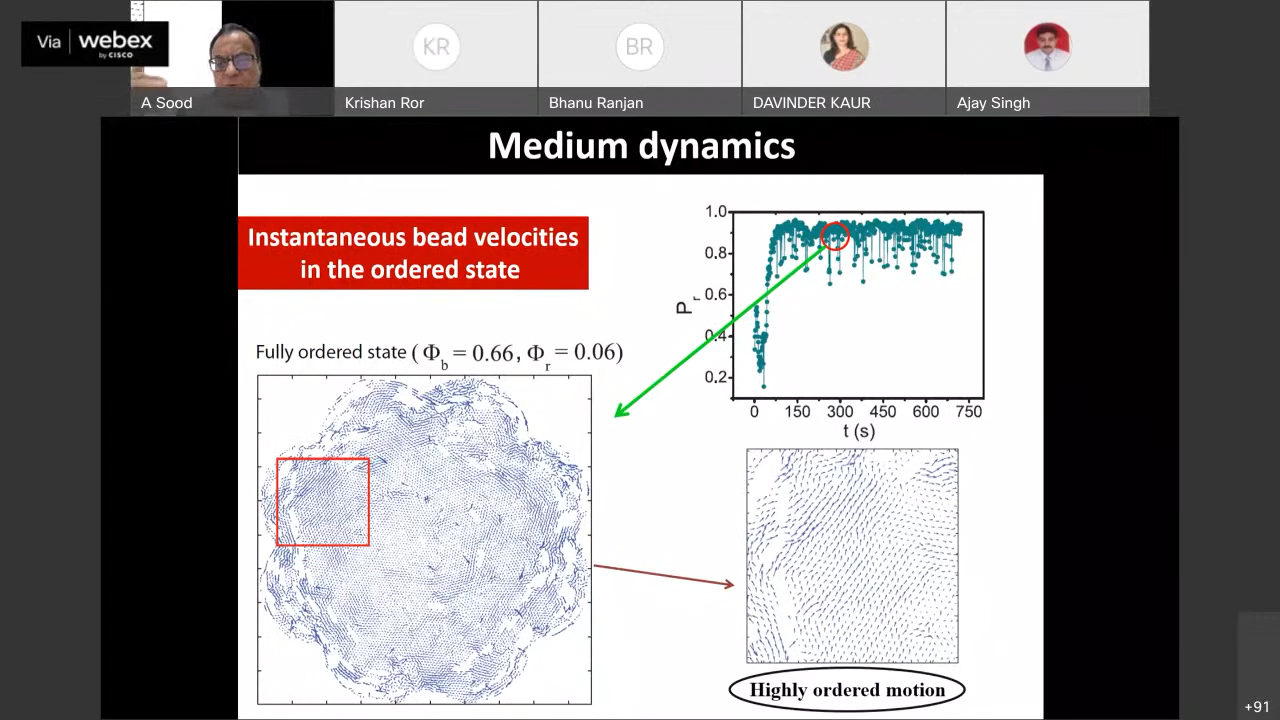 Via webex
by CISCO
KR
BR
A Sood
Krishan Ror
Bhanu Ranjan
DAVINDER KAUR
Ajay Singh
Medium dynamics
Instantaneous bead velocities
in the ordered state
Fully ordered state ( Φb = 0.66, Φr = 0.06)
1.0
0.8
0.6
0.4
0.2
Pr
0 150 300 450 600 750
t (s)
Highly ordered motion
+91